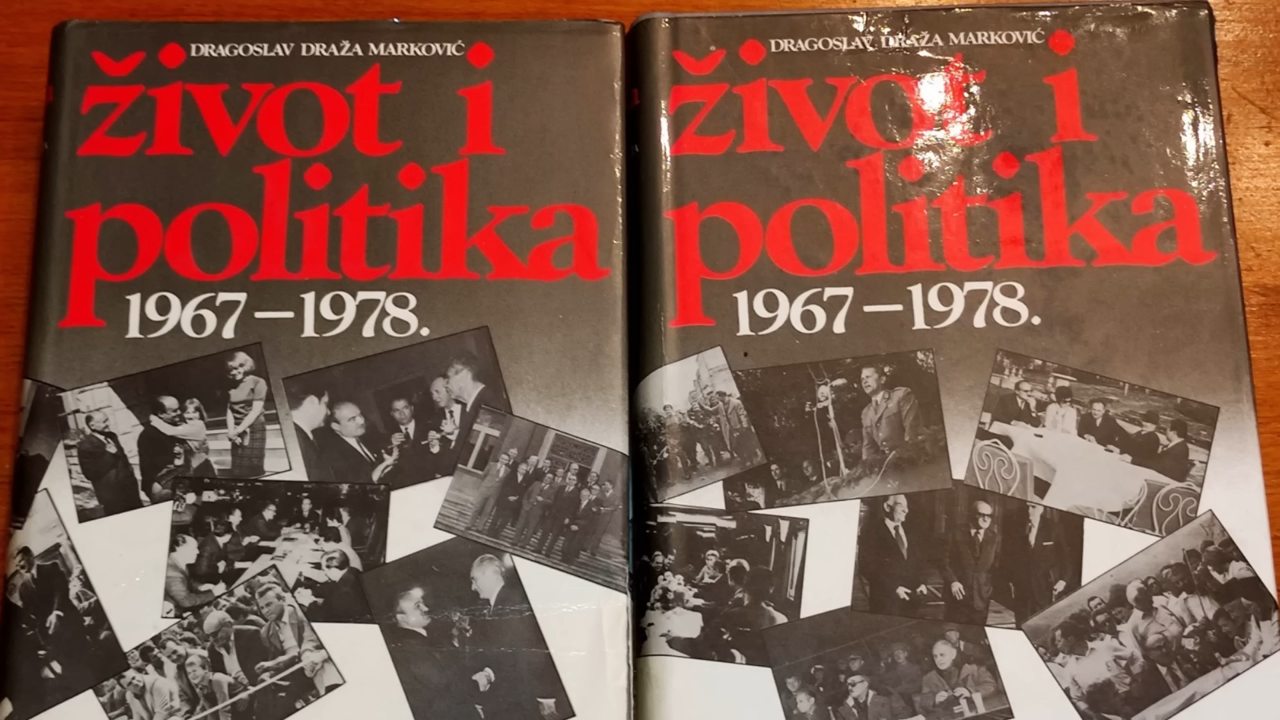 DRAGOSLAV DRAŽA MARKOVIĆ
život i
politika
1967–1978.
DRAGOSLAV DRAŽA MARKOVIĆ
život i
politika
1967–1978.